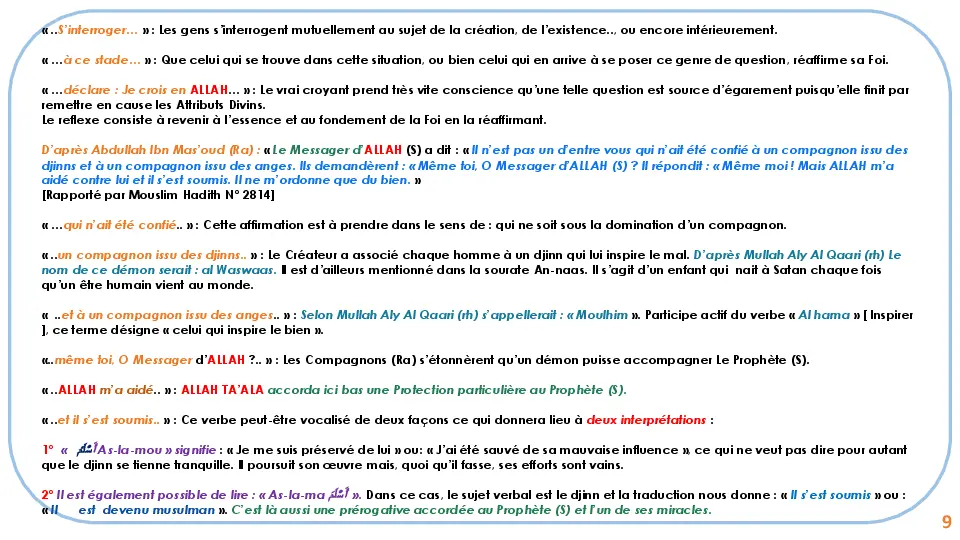 « ..S'interroger... » : Les gens s'interrogent mutuellement au sujet de la création, de l'existence.., ou encore intérieurement.
« ...à ce stade... » : Que celui qui se trouve dans cette situation, ou bien celui qui en arrive à se poser ce genre de question, réaffirme sa Foi.
« ...déclare : Je crois en ALLAH... » : Le vrai croyant prend très vite conscience qu'une telle question est source d'égarement puisqu'elle finit par
remettre en cause les Attributs Divins.
Le reflexe consiste à revenir à l'essence et au fondement de la Foi en la réaffirmant.
D'après Abdullah Ibn Mas'oud (Ra) : « Le Messager d'ALLAH (S) a dit : « Il n'est pas un d'entre vous qui n'ait été confié à un compagnon issu des
djinns et à un compagnon issu des anges. Ils demandèrent : « Même toi, O Messager d'ALLAH (S) ? Il répondit : « Même moi ! Mais ALLAH m'a
aidé contre lui et il s'est soumis. Il ne m'ordonne que du bien. »
[Rapporté par Mouslim Hadith N° 2814]
« ...qui n'ait été confié.. » : Cette affirmation est à prendre dans le sens de : qui ne soit sous la domination d'un compagnon.
« ..un compagnon issu des djinns.. » : Le Créateur a associé chaque homme à un djinn qui lui inspire le mal. D'après Mullah Aly Al Qaari (rh) Le
nom de ce démon serait : al Waswaas. Il est d'ailleurs mentionné dans la sourate An-naas. Il s'agit d'un enfant qui nait à Satan chaque fois
qu'un être humain vient au monde.
« ..et à un compagnon issu des anges.. » : Selon Mullah Aly Al Qaari (rh) s'appellerait : « Moulhim ». Participe actif du verbe « Al hama » [ Inspirer
], ce terme désigne « celui qui inspire le bien ».
«..même toi, O Messager d'ALLAH ?.. » : Les Compagnons (Ra) s'étonnèrent qu'un démon puisse accompagner Le Prophète (S).
« ..ALLAH m'a aidé.. » : ALLAH TA'ALA accorda ici bas une Protection particulière au Prophète (S).
« ..et il s'est soumis.. » : Ce verbe peut-être vocalisé de deux façons ce qui donnera lieu à deux interprétations :
1° « أَسْلَمُ As-la-mou » signifie : « Je me suis préservé de lui » ou: « J'ai été sauvé de sa mauvaise influence », ce qui ne veut pas dire pour autant
que le djinn se tienne tranquille. Il poursuit son œuvre mais, quoi qu'il fasse, ses efforts sont vains.
2° Il est également possible de lire : « As-la-ma أَسْلَمَ ». Dans ce cas, le sujet verbal est le djinn et la traduction nous donne : « Il s'est soumis » ou :
« Il est devenu musulman ». C'est là aussi une prérogative accordée au Prophète (S) et l'un de ses miracles.
9